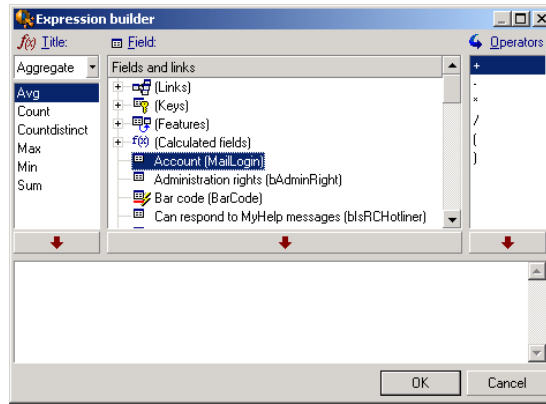 Expression builder
f(x) Title:
Field:
Operators
Aggregate
Fields and links
Avg
Count
Countdistinct
Max
Min
Sum
(Links)
(Keys)
(Features)
f(x) (Calculated fields)
Account (MailLogin)
Administration rights (bAdminRight)
Bar code (BarCode)
Can respond to MyHelp messages (bIsRCHotliner)
+
-
*
/
(
)
OK
Cancel